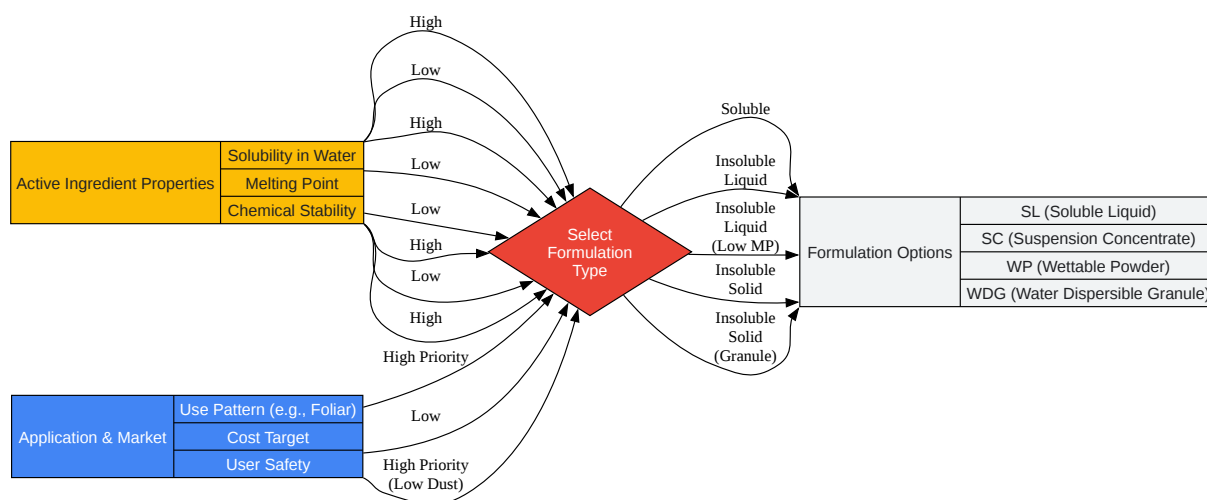 High
Low
High
Low
Low
High
Low
High
High Priority
Low
High Priority
(Low Dust)
Active Ingredient Properties
Solubility in Water
Melting Point
Chemical Stability
Application & Market
Use Pattern (e.g., Foliar)
Cost Target
User Safety
Select
Formulation
Type
Soluble
Insoluble
Liquid
Insoluble
Liquid
(Low MP)
Insoluble
Solid
Insoluble
Solid
(Granule)
Formulation Options
SL (Soluble Liquid)
SC (Suspension Concentrate)
WP (Wettable Powder)
WDG (Water Dispersible Granule)